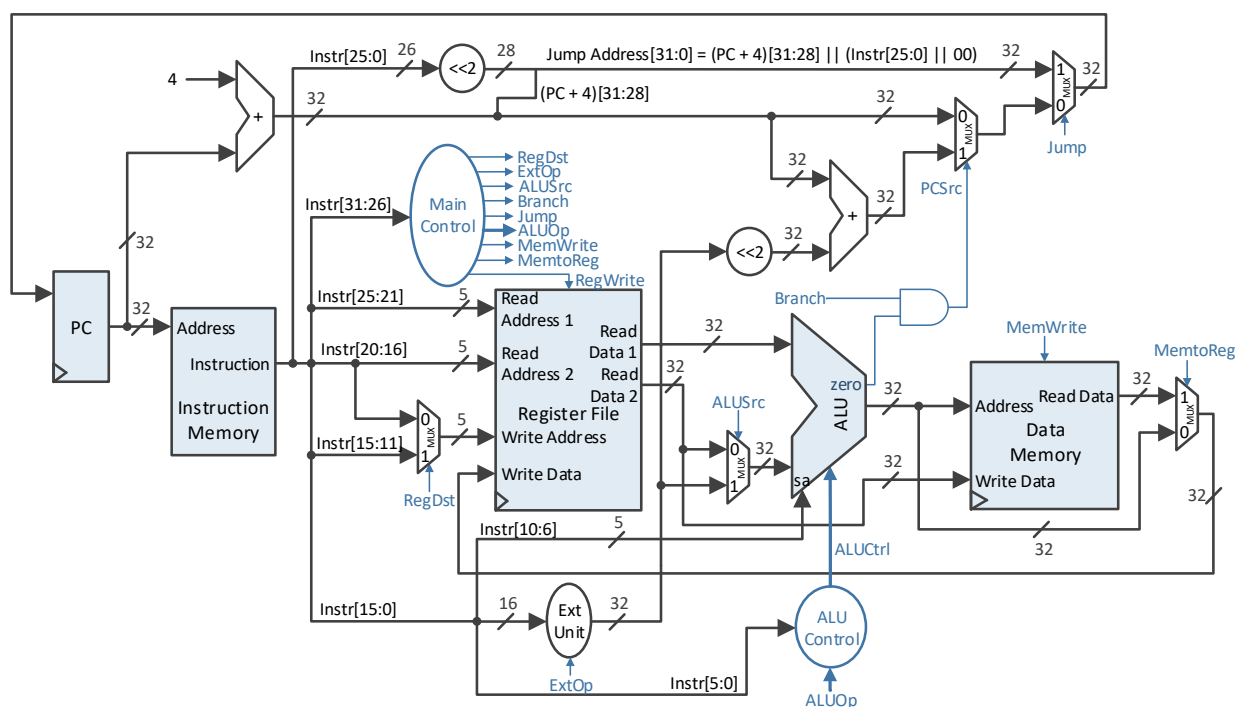 Instr[25:0]
26
<<2
28
Jump Address[31:0] = (PC + 4)[31:28] || (Instr[25:0] || 00)
32
1
MUX
0
32
Jump
4
+
32
(PC + 4)[31:28]
32
0
MUX
1
PCSrc
Instr[31:26]
Main
Control
RegDst
ExtOp
ALUSrc
Branch
Jump
ALUOp
MemWrite
MemtoReg
RegWrite
32
+
32
<<2
32
32
PC
32
Address
Instruction
Instruction
Memory
Instr[25:21]
5
Instr[20:16]
5
0
MUX
1
5
Instr[15:11]
RegDst
Read
Address 1
Read
Data 1
Read
Address 2
Read
Data 2
Register File
Write Address
Write Data
32
32
ALUSrc
0
MUX
1
32
Branch
zero
ALU
sa
32
MemWrite
Address
Read Data
Data
Memory
Write Data
32
32
MemtoReg
1
MUX
0
32
32
Instr[10:6]
5
ALUCtrl
Instr[15:0]
16
Ext
Unit
32
ExtOp
ALU
Control
Instr[5:0]
ALUOp